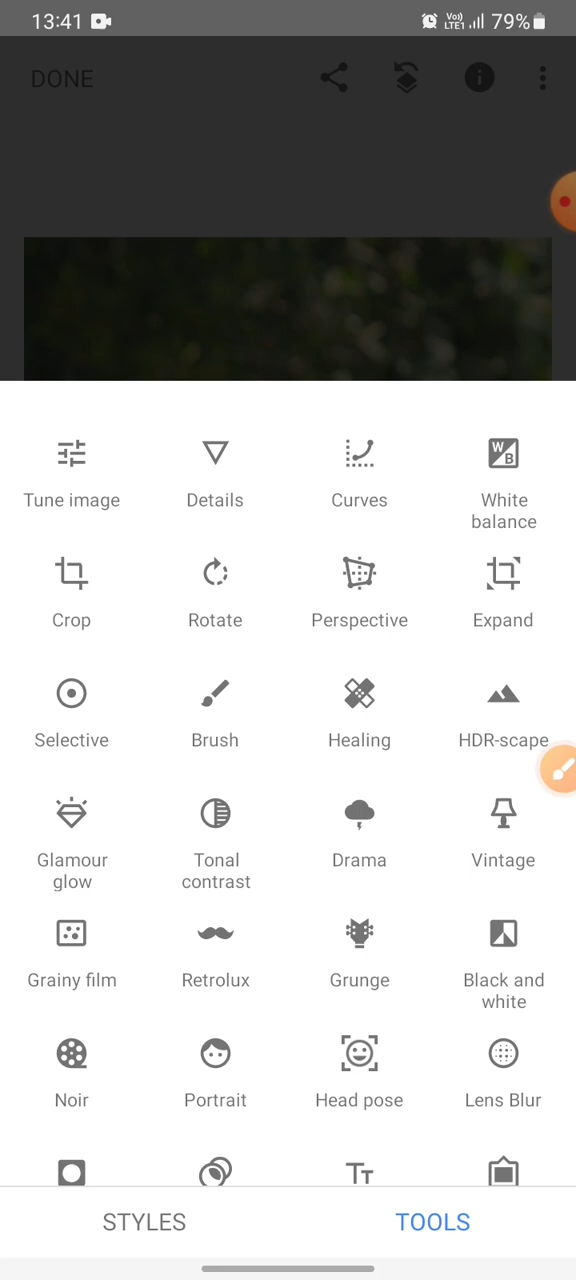 13:41 Vo)) LTE1 79%
DONE
Tune image Details Curves White balance
Crop Rotate Perspective Expand
Selective Brush Healing HDR-scape
Glamour glow Tonal contrast Drama Vintage
Grainy film Retrolux Grunge Black and white
Noir Portrait Head pose Lens Blur
STYLES TOOLS